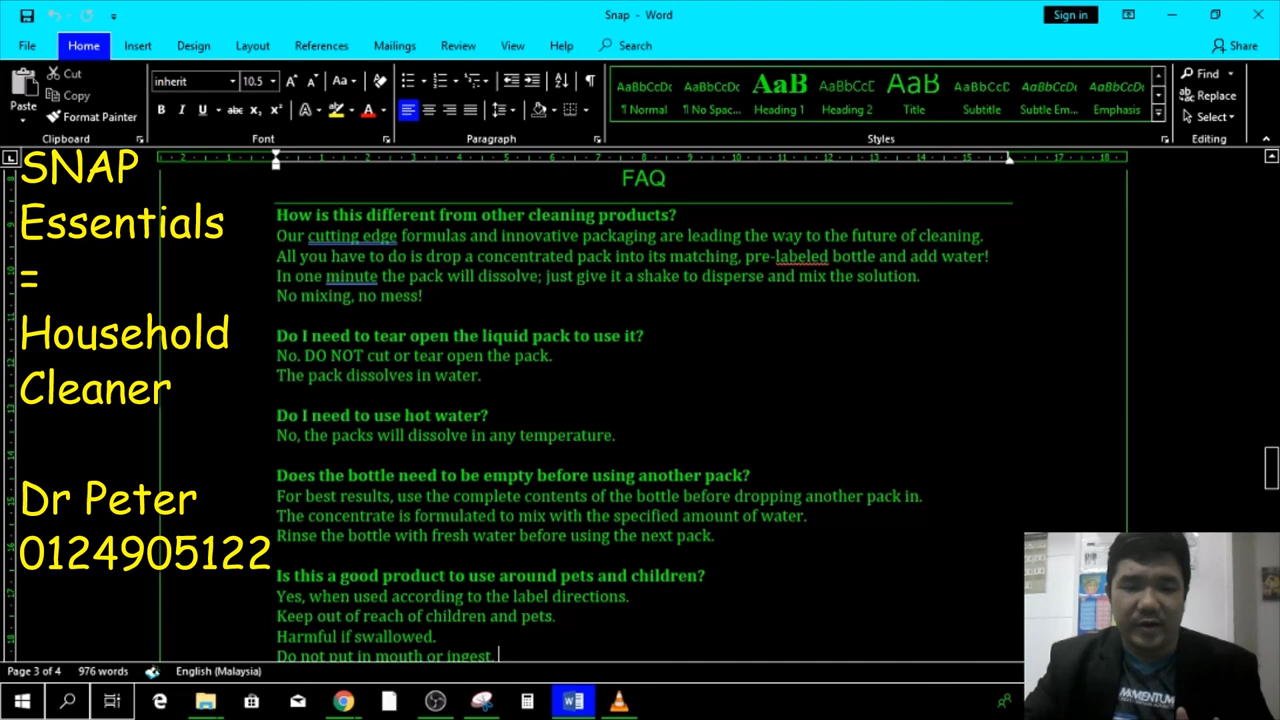 Snap - Word
Sign in
File Home Insert Design Layout References Mailings Review View Help Search Share
Paste
Cut
Copy
Format Painter
Clipboard
inherit 10.5
Font
Paragraph
AaBbCcDc AaBbCcDc AaB AaBbCcD AaB AaBbCcD AaBbCcDc AaBbCcDc
¶ Normal ¶ No Spac... Heading 1 Heading 2 Title Subtitle Subtle Em... Emphasis
Styles
Find
Replace
Select
Editing
SNAP
Essentials
=
Household
Cleaner
Dr Peter
0124905122
FAQ
How is this different from other cleaning products?
Our cutting edge formulas and innovative packaging are leading the way to the future of cleaning.
All you have to do is drop a concentrated pack into its matching, pre-labeled bottle and add water!
In one minute the pack will dissolve; just give it a shake to disperse and mix the solution.
No mixing, no mess!
Do I need to tear open the liquid pack to use it?
No. DO NOT cut or tear open the pack.
The pack dissolves in water.
Do I need to use hot water?
No, the packs will dissolve in any temperature.
Does the bottle need to be empty before using another pack?
For best results, use the complete contents of the bottle before dropping another pack in.
The concentrate is formulated to mix with the specified amount of water.
Rinse the bottle with fresh water before using the next pack.
Is this a good product to use around pets and children?
Yes, when used according to the label directions.
Keep out of reach of children and pets.
Harmful if swallowed.
Do not put in mouth or ingest.
MOMENTUM
Page 3 of 4 976 words English (Malaysia)